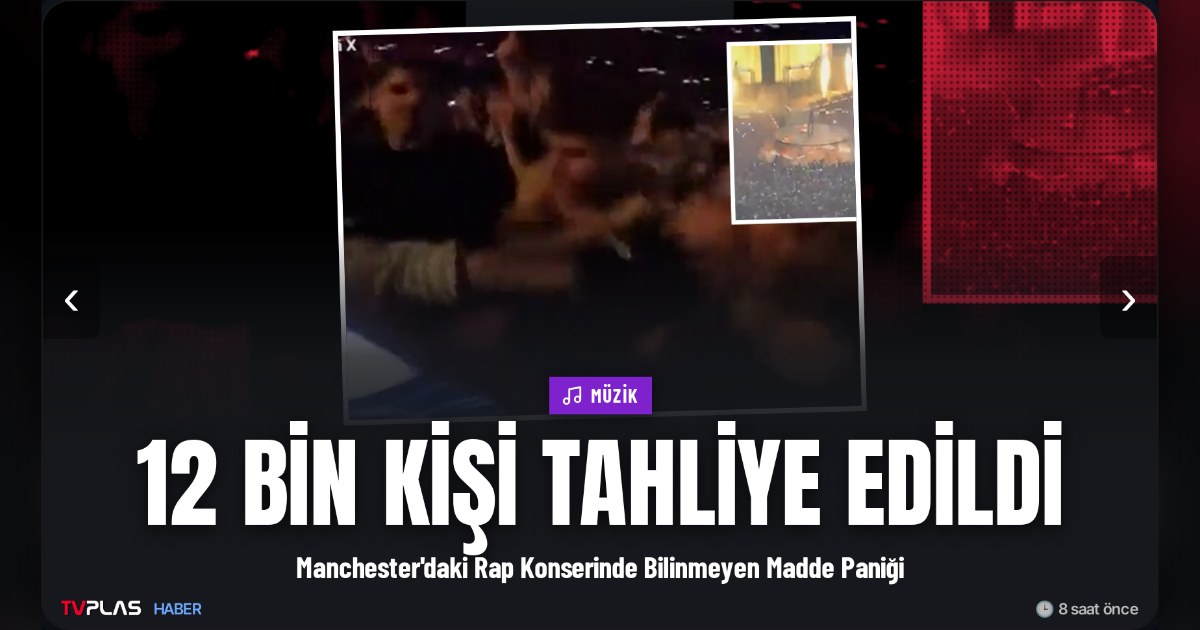 MÜZİK
12 BİN KİŞİ TAHLİYE EDİLDİ
Manchester'daki Rap Konserinde Bilinmeyen Madde Paniği
TVPLAS HABER
8 saat önce